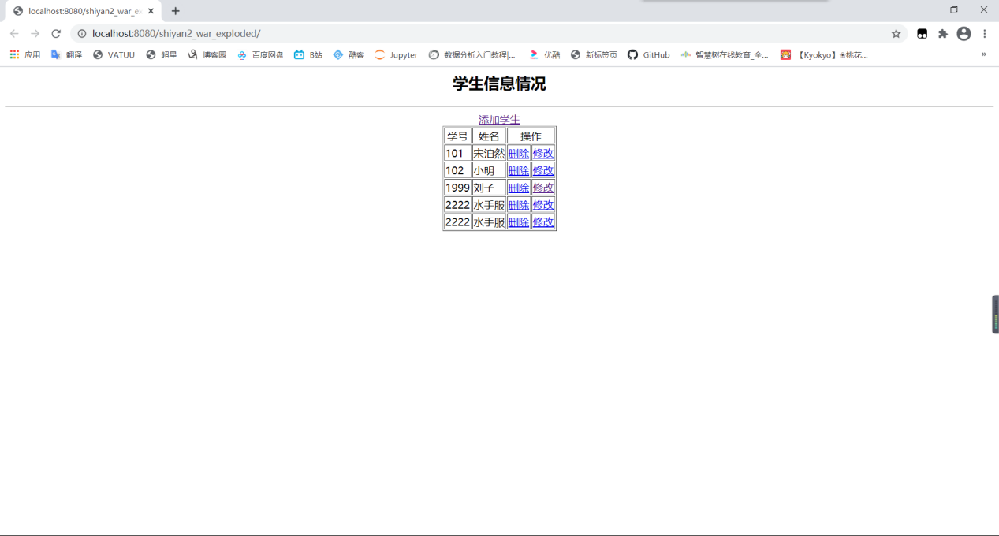 localhost:8080/shiyan2_war_ex
localhost:8080/shiyan2_war_exploded/
应用 翻译 VATUU 超星 博客园 百度网盘 B站 酷客 Jupyter 数据分析入门教程|... 优酷 新标签页 GitHub 智慧树在线教育_全... 【Kyokyo】❀桃花... »
学生信息情况
添加学生
学号 姓名 操作
101 宋泊然 删除 修改
102 小明 删除 修改
1999 刘子 删除 修改
2222 水手服 删除 修改
2222 水手服 删除 修改